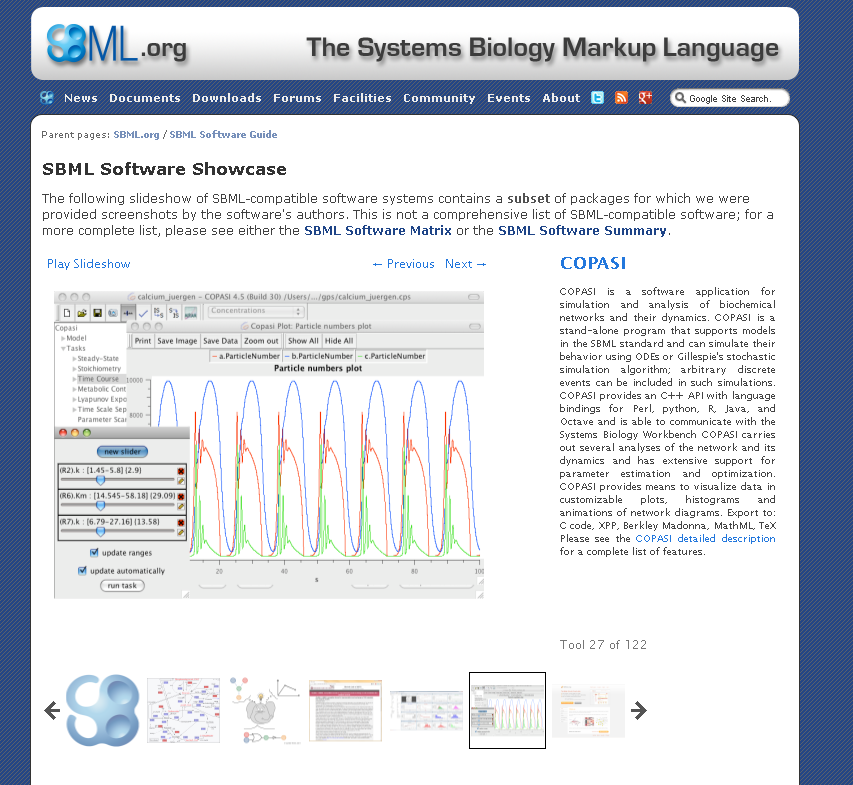 SBML.org
The Systems Biology Markup Language
News Documents Downloads Forums Facilities Community Events About Google Site Search.
Parent pages: SBML.org / SBML Software Guide
SBML Software Showcase
The following slideshow of SBML-compatible software systems contains a subset of packages for which we were
provided screenshots by the software's authors. This is not a comprehensive list of SBML-compatible software; for a
more complete list, please see either the SBML Software Matrix or the SBML Software Summary.
Play Slideshow ← Previous Next →
calcium_juergen - COPASI 4.5 (Build 30) /Users/.../gps/calcium_juergen.cps
Concentrations
Copasi
Model
Tasks
Steady-State
Stoichiometry
Time Course
Metabolic Cont
Lyapunov Expo
Time Scale Sep
Parameter Scan
Copasi Plot: Particle numbers plot
Print Save Image Save Data Zoom out Show All Hide All
a.ParticleNumber b.ParticleNumber c.ParticleNumber
Particle numbers plot
10000
8000
new slider
(R2).k : [1.45-5.8] (2.9)
(R6).Km : [14.545-58.18] (29.09)
(R7).k : [6.79-27.16] (13.58)
update ranges
update automatically
run task
20 40 60 80 100
s
COPASI
COPASI is a software application for
simulation and analysis of biochemical
networks and their dynamics. COPASI is a
stand-alone program that supports models
in the SBML standard and can simulate their
behavior using ODEs or Gillespie's stochastic
simulation algorithm; arbitrary discrete
events can be included in such simulations.
COPASI provides an C++ API with language
bindings for Perl, python, R, Java, and
Octave and is able to communicate with the
Systems Biology Workbench COPASI carries
out several analyses of the network and its
dynamics and has extensive support for
parameter estimation and optimization.
COPASI provides means to visualize data in
customizable plots, histograms and
animations of network diagrams. Export to:
C code, XPP, Berkley Madonna, MathML, TeX
Please see the COPASI detailed description
for a complete list of features.
Tool 27 of 122